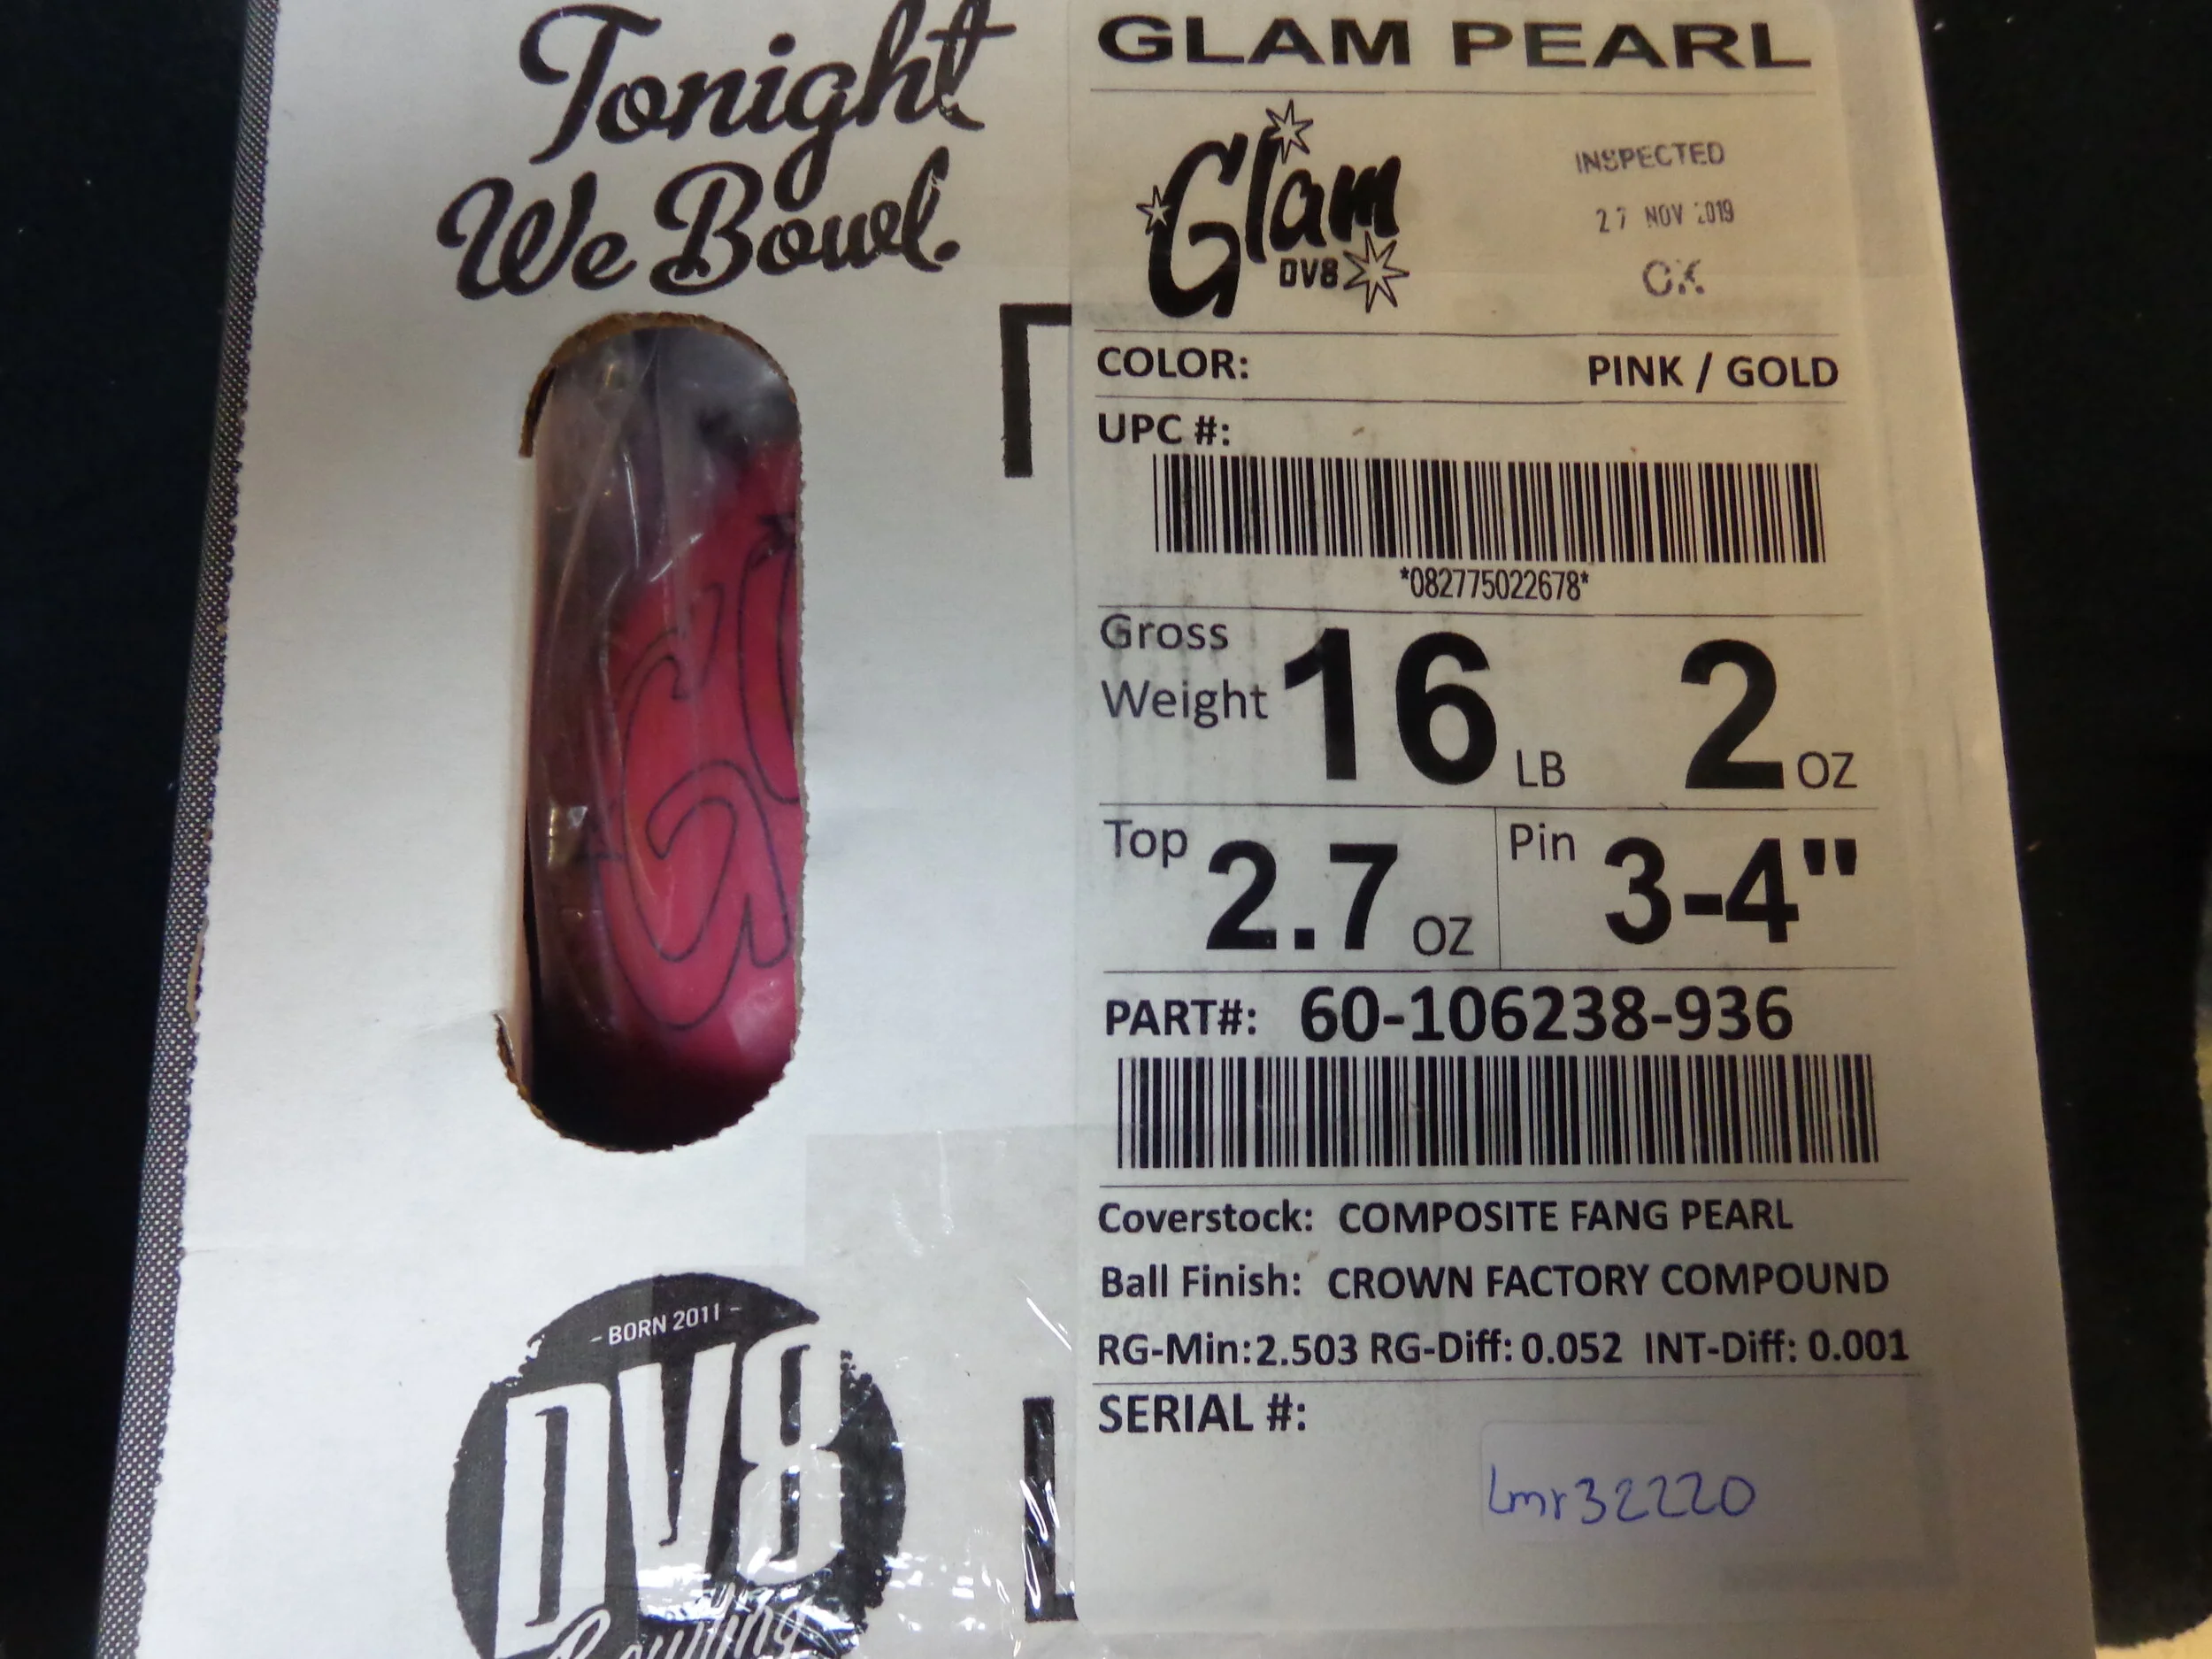 Tonight
We Bowl.
GLAM PEARL
Glam
DV8
INSPECTED
27 NOV 2019
OK
COLOR: PINK / GOLD
UPC #:
*082775022678*
Gross
Weight 16 LB 2 OZ
Top 2.7 OZ Pin 3-4"
PART#: 60-106238-936
Coverstock: COMPOSITE FANG PEARL
Ball Finish: CROWN FACTORY COMPOUND
RG-Min:2.503 RG-Diff: 0.052 INT-Diff: 0.001
SERIAL #:
Lmr32220
- BORN 2011 -
DV8
Bowling